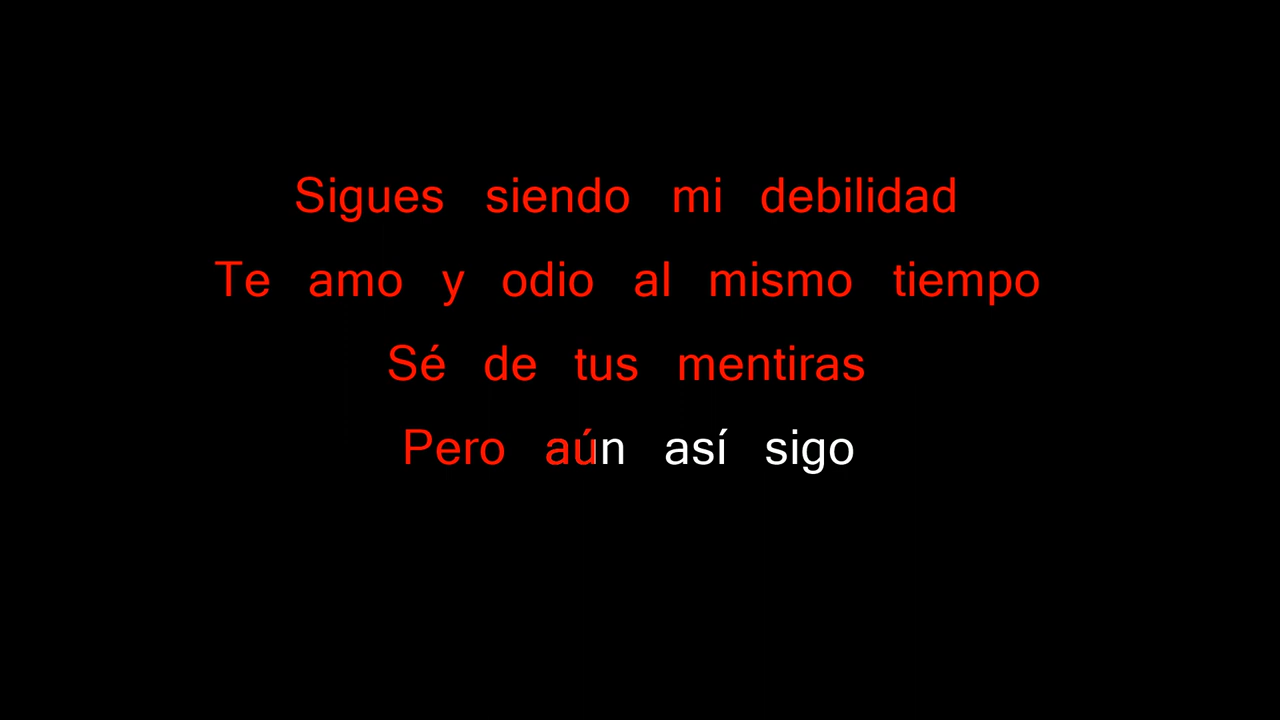 Sigues siendo mi debilidad
Te amo y odio al mismo tiempo
Sé de tus mentiras
Pero aún así sigo